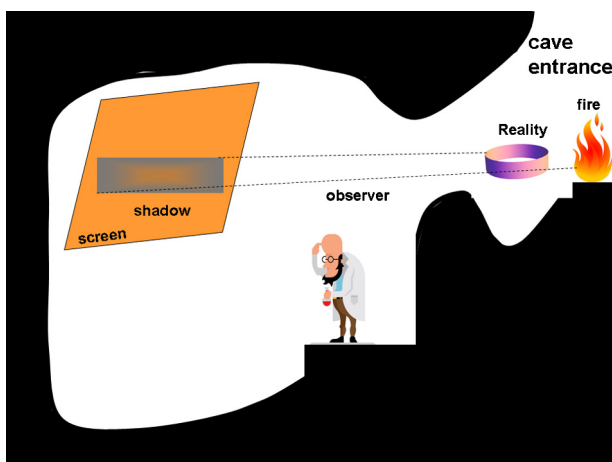 cave
entrance
fire
Reality
observer
shadow
screen